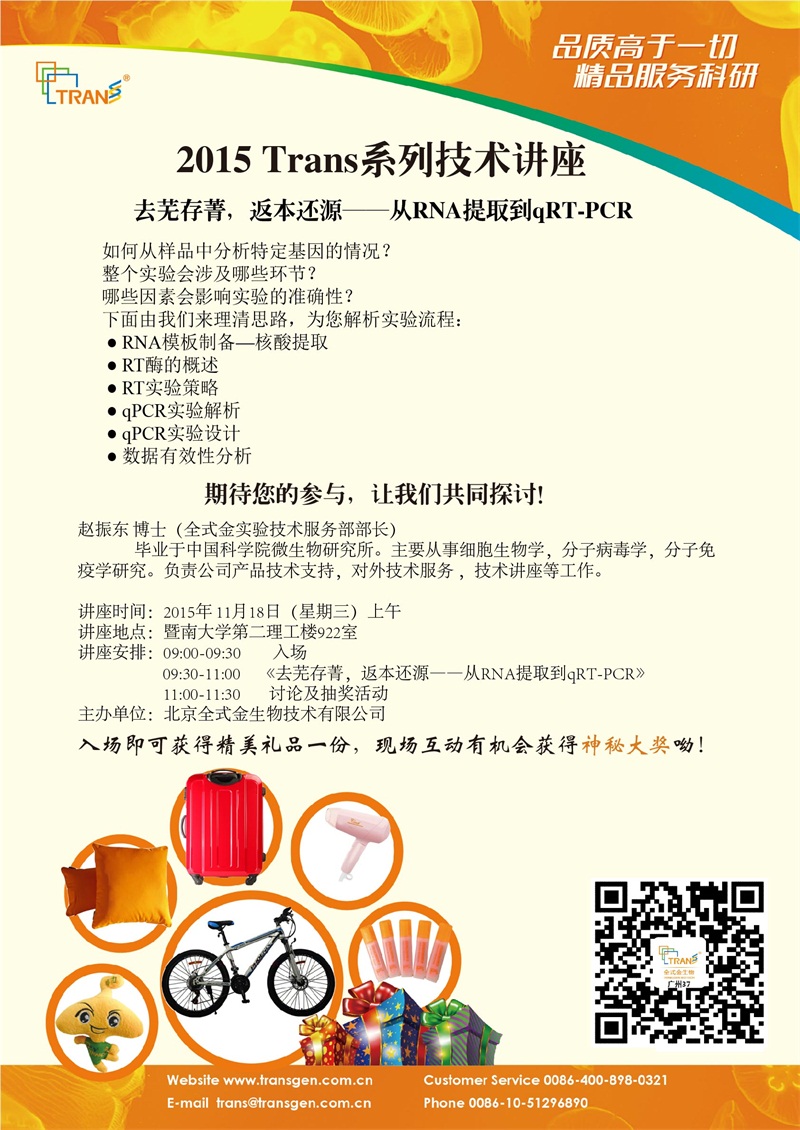 品质高于一切
精品服务科研
TRANS®
2015 Trans系列技术讲座
去芜存菁，返本还源——从RNA提取到qRT-PCR
如何从样品中分析特定基因的情况？
整个实验会涉及哪些环节？
哪些因素会影响实验的准确性？
下面由我们来理清思路，为您解析实验流程：
● RNA模板制备—核酸提取
● RT酶的概述
● RT实验策略
● qPCR实验解析
● qPCR实验设计
● 数据有效性分析
期待您的参与，让我们共同探讨！
赵振东 博士（全式金实验技术服务部部长）
毕业于中国科学院微生物研究所。主要从事细胞生物学，分子病毒学，分子免
疫学研究。负责公司产品技术支持，对外技术服务，技术讲座等工作。
讲座时间：2015年 11月18日（星期三）上午
讲座地点：暨南大学第二理工楼922室
讲座安排：09:00-09:30 入场
09:30-11:00 《去芜存菁，返本还源——从RNA提取到qRT-PCR》
11:00-11:30 讨论及抽奖活动
主办单位：北京全式金生物技术有限公司
入场即可获得精美礼品一份，现场互动有机会获得神秘大奖呦！
TRANS
全式金生物
广州37
Website www.transgen.com.cn Customer Service 0086-400-898-0321
E-mail trans@transgen.com.cn Phone 0086-10-51296890